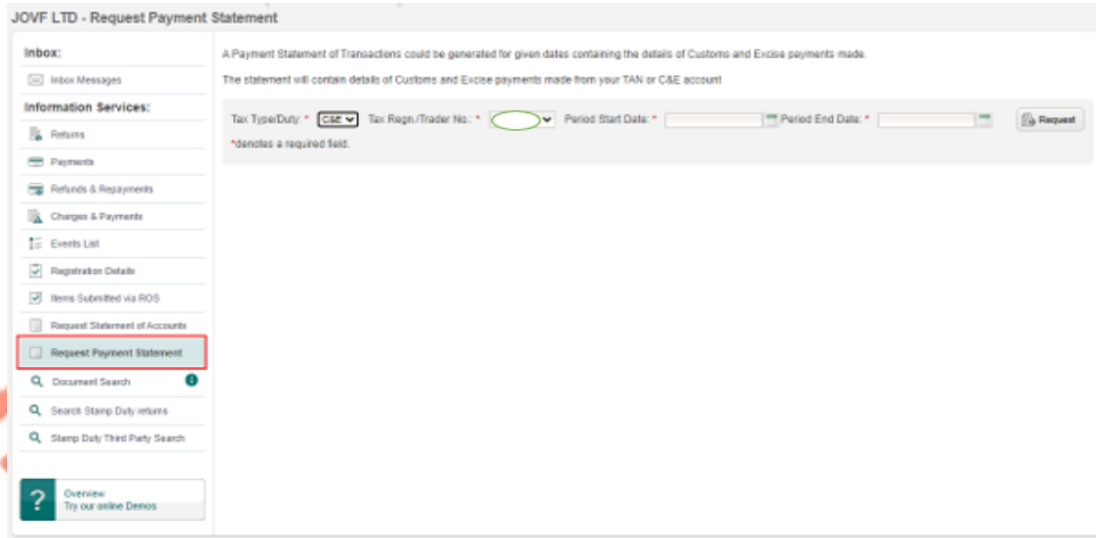 JOVF LTD - Request Payment Statement
Inbox:
Inbox Messages
Information Services:
Returns
Payments
Refunds & Repayments
Charges & Payments
Events List
Registration Details
Items Submitted via ROS
Request Statement of Accounts
Request Payment Statement
Document Search
Search Stamp Duty returns
Stamp Duty Third Party Search
? Overview
Try our online Demos
A Payment Statement of Transactions could be generated for given dates containing the details of Customs and Excise payments made.
The statement will contain details of Customs and Excise payments made from your TAN or C&E account
Tax Type/Duty: * C&E Tax Regn./Trader No.: * Period Start Date: * Period End Date: * Request
*denotes a required field.